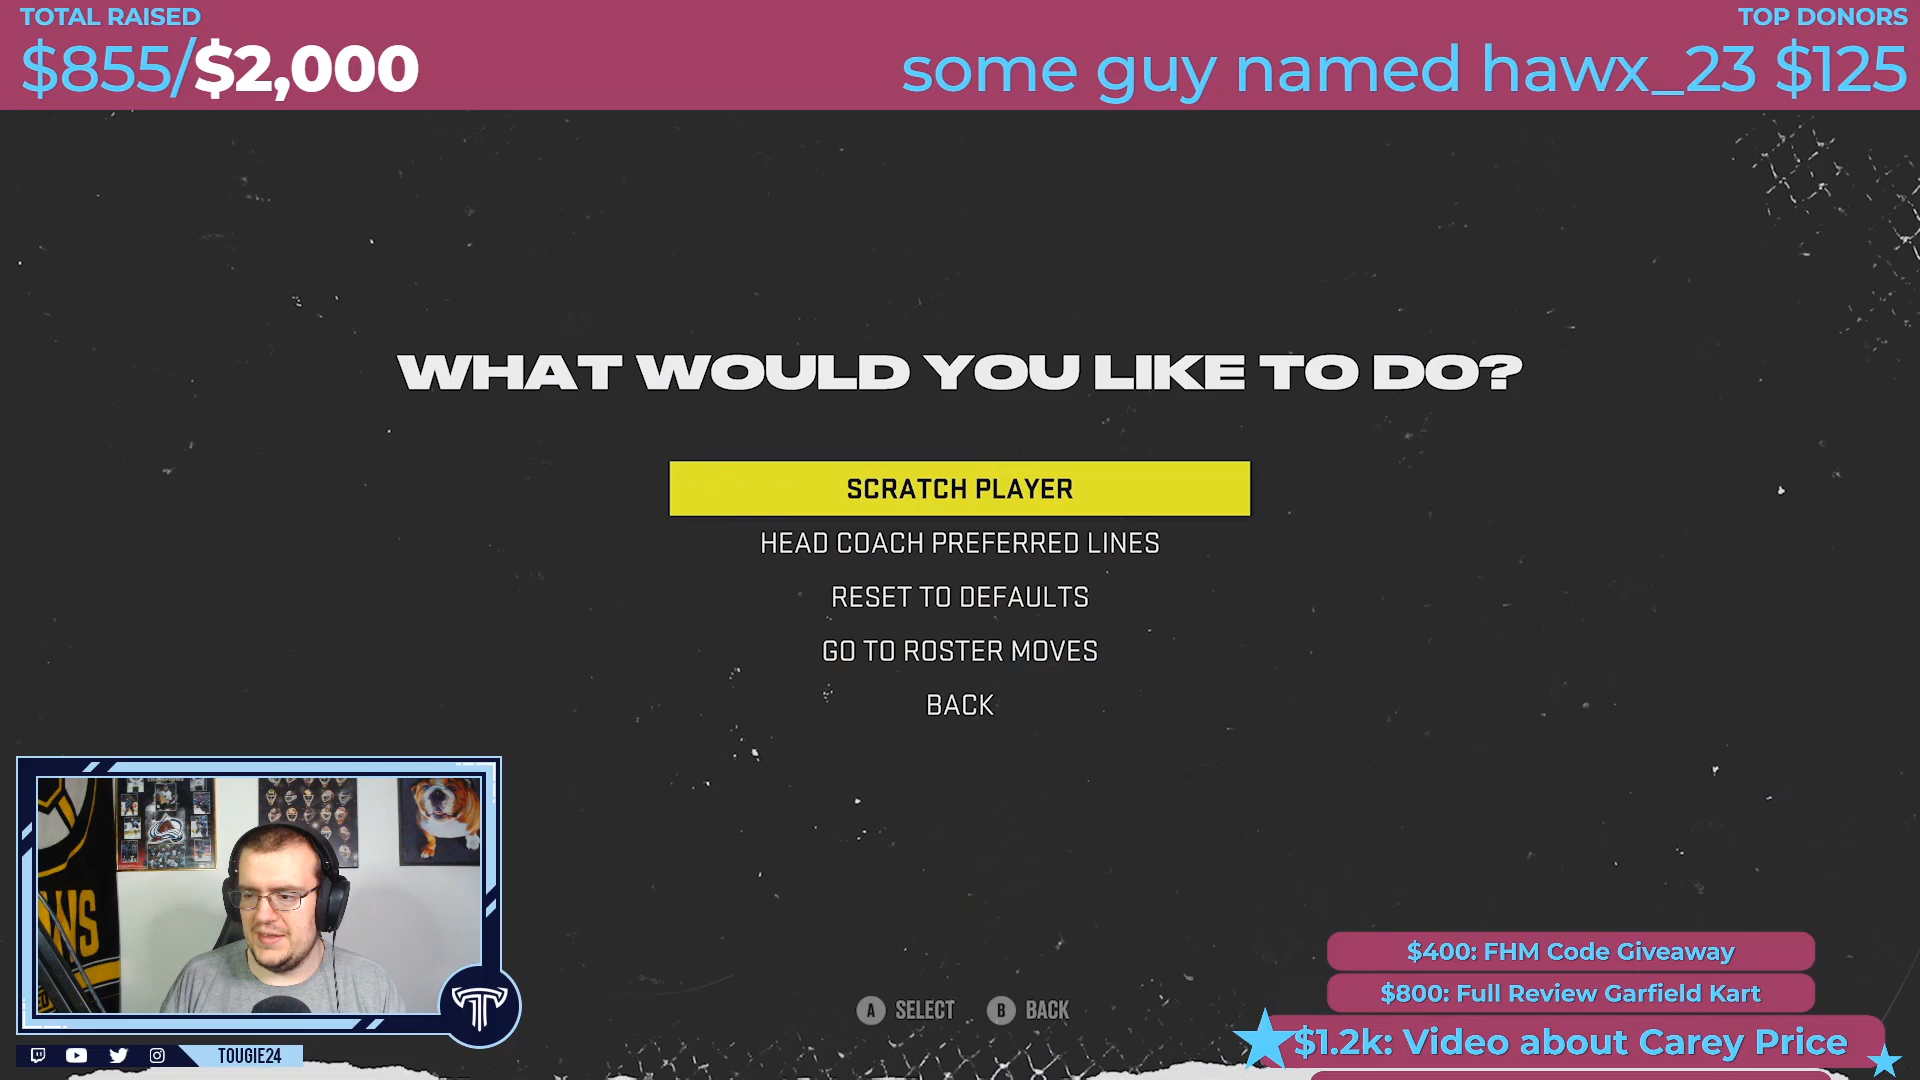 TOTAL RAISED
$855/$2,000
TOP DONORS
some guy named hawx_23 $125
WHAT WOULD YOU LIKE TO DO?
SCRATCH PLAYER
HEAD COACH PREFERRED LINES
RESET TO DEFAULTS
GO TO ROSTER MOVES
BACK
A SELECT
B BACK
TOUGIE24
$400: FHM Code Giveaway
$800: Full Review Garfield Kart
$1.2k: Video about Carey Price